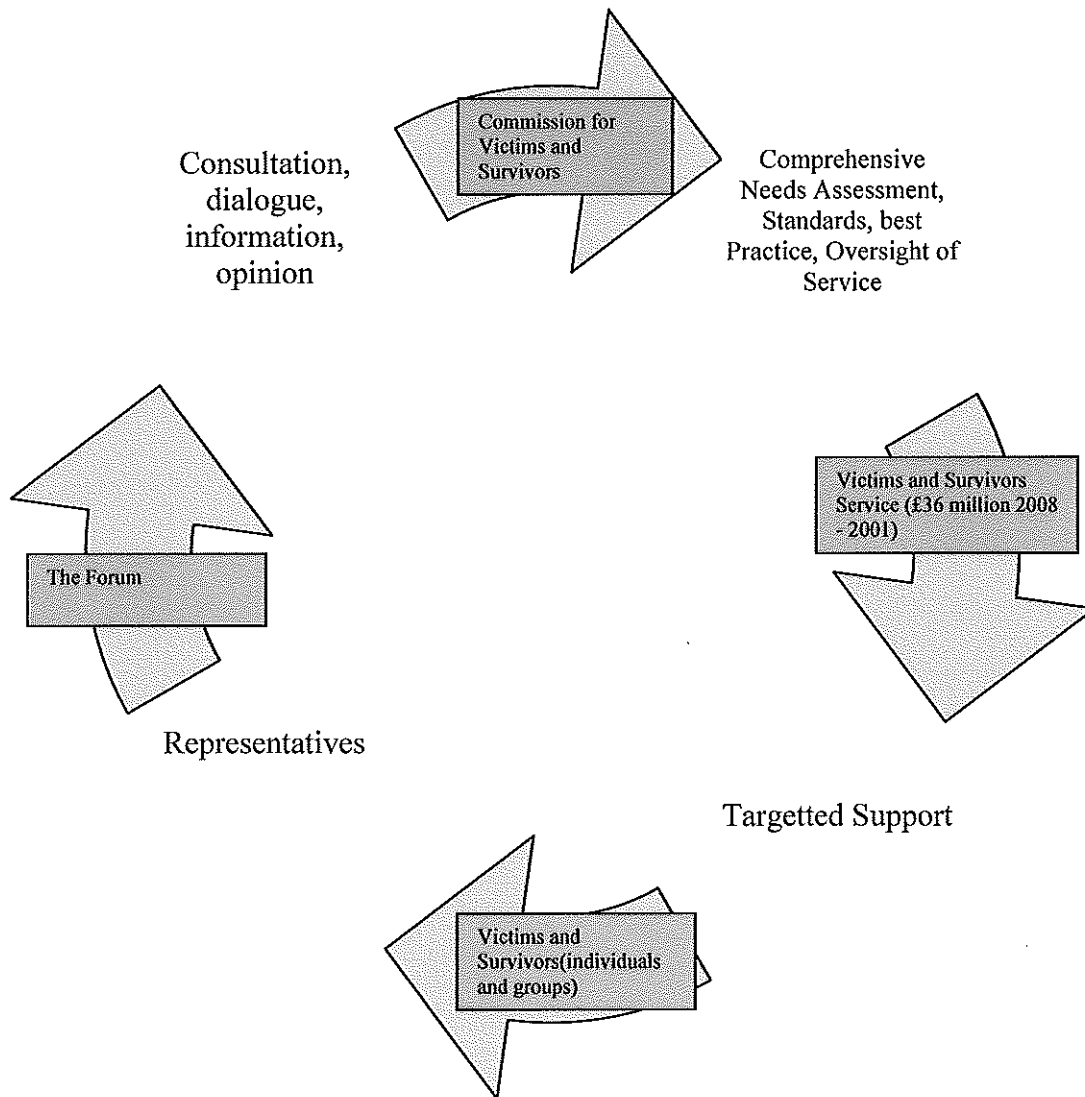 Commission for
Victims and
Survivors
Consultation,
dialogue,
information,
opinion
Comprehensive
Needs Assessment,
Standards, best
Practice, Oversight of
Service
Victims and Survivors
Service (£36 million 2008
- 2001)
The Forum
Representatives
Targetted Support
Victims and
Survivors(individuals
and groups)